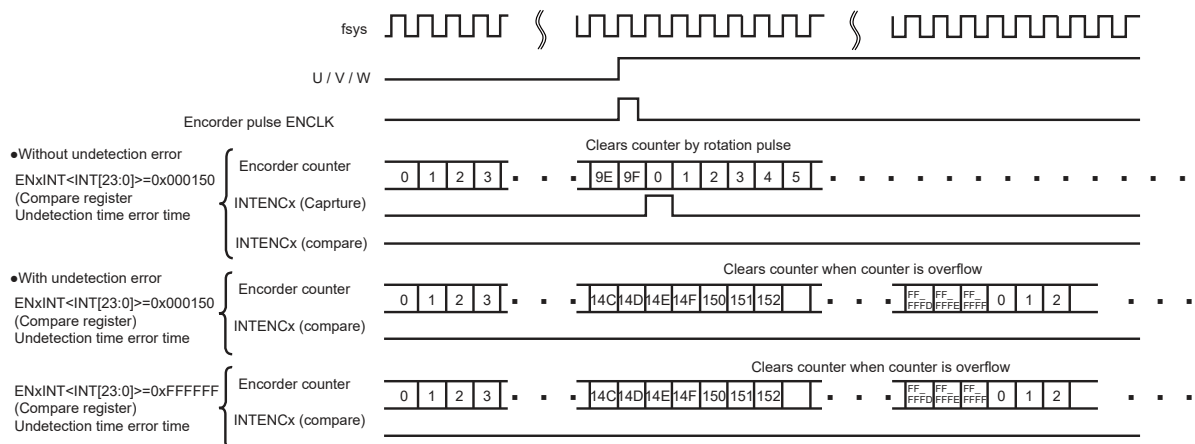 fsys
U / V / W
Encorder pulse ENCLK
Clears counter by rotation pulse
●Without undetection error
ENxINT<INT[23:0]>=0x000150
(Compare register
Undetection time error time
Encorder counter
0 1 2 3 9E 9F 0 1 2 3 4 5
INTENCx (Caprture)
INTENCx (compare)
Clears counter when counter is overflow
●With undetection error
ENxINT<INT[23:0]>=0x000150
(Compare register)
Undetection time error time
Encorder counter
0 1 2 3 14C 14D 14E 14F 150 151 152 FF_FFFD FF_FFFE FF_FFFF 0 1 2
INTENCx (compare)
Clears counter when counter is overflow
ENxINT<INT[23:0]>=0xFFFFFF
(Compare register)
Undetection time error time
Encorder counter
0 1 2 3 14C 14D 14E 14F 150 151 152 FF_FFFD FF_FFFE FF_FFFF 0 1 2
INTENCx (compare)